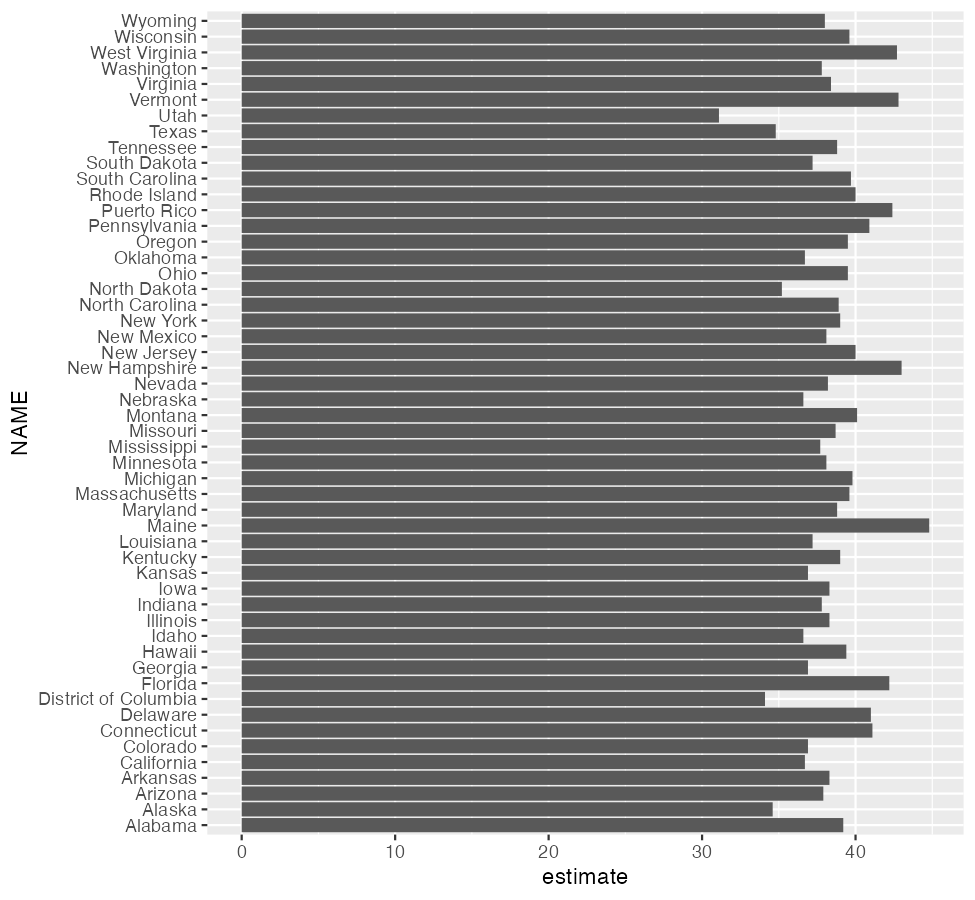 Wyoming
Wisconsin
West Virginia
Washington
Virginia
Vermont
Utah
Texas
Tennessee
South Dakota
South Carolina
Rhode Island
Puerto Rico
Pennsylvania
Oregon
Oklahoma
Ohio
North Dakota
North Carolina
New York
New Mexico
New Jersey
New Hampshire
Nevada
Nebraska
Montana
Missouri
Mississippi
Minnesota
Michigan
Massachusetts
Maryland
Maine
Louisiana
Kentucky
Kansas
Iowa
Indiana
Illinois
Idaho
Hawaii
Georgia
Florida
District of Columbia
Delaware
Connecticut
Colorado
California
Arkansas
Arizona
Alaska
Alabama
NAME
0 10 20 30 40
estimate